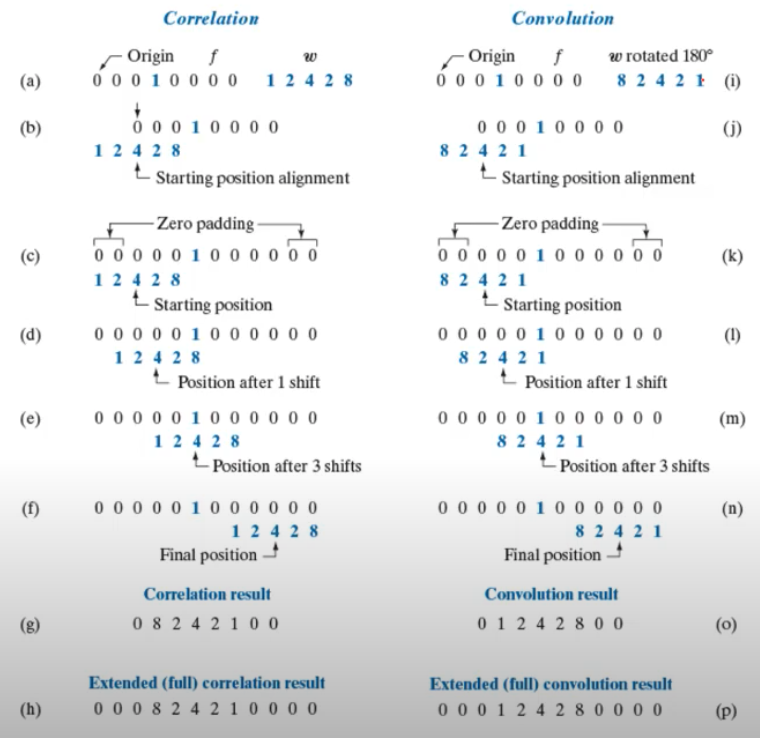 Correlation Convolution
Origin f w Origin f w rotated 180°
(a) 0 0 0 1 0 0 0 0 1 2 4 2 8 0 0 0 1 0 0 0 0 8 2 4 2 1 (i)
(b) 0 0 0 1 0 0 0 0 0 0 0 1 0 0 0 0 (j)
1 2 4 2 8 8 2 4 2 1
Starting position alignment Starting position alignment
Zero padding Zero padding
(c) 0 0 0 0 0 1 0 0 0 0 0 0 0 0 0 0 0 1 0 0 0 0 0 0 (k)
1 2 4 2 8 8 2 4 2 1
Starting position Starting position
(d) 0 0 0 0 0 1 0 0 0 0 0 0 0 0 0 0 0 1 0 0 0 0 0 0 (l)
1 2 4 2 8 8 2 4 2 1
Position after 1 shift Position after 1 shift
(e) 0 0 0 0 0 1 0 0 0 0 0 0 0 0 0 0 0 1 0 0 0 0 0 0 (m)
1 2 4 2 8 8 2 4 2 1
Position after 3 shifts Position after 3 shifts
(f) 0 0 0 0 0 1 0 0 0 0 0 0 0 0 0 0 0 1 0 0 0 0 0 0 (n)
1 2 4 2 8 8 2 4 2 1
Final position Final position
Correlation result Convolution result
(g) 0 8 2 4 2 1 0 0 0 1 2 4 2 8 0 0 (o)
Extended (full) correlation result Extended (full) convolution result
(h) 0 0 0 8 2 4 2 1 0 0 0 0 0 0 0 1 2 4 2 8 0 0 0 0 (p)